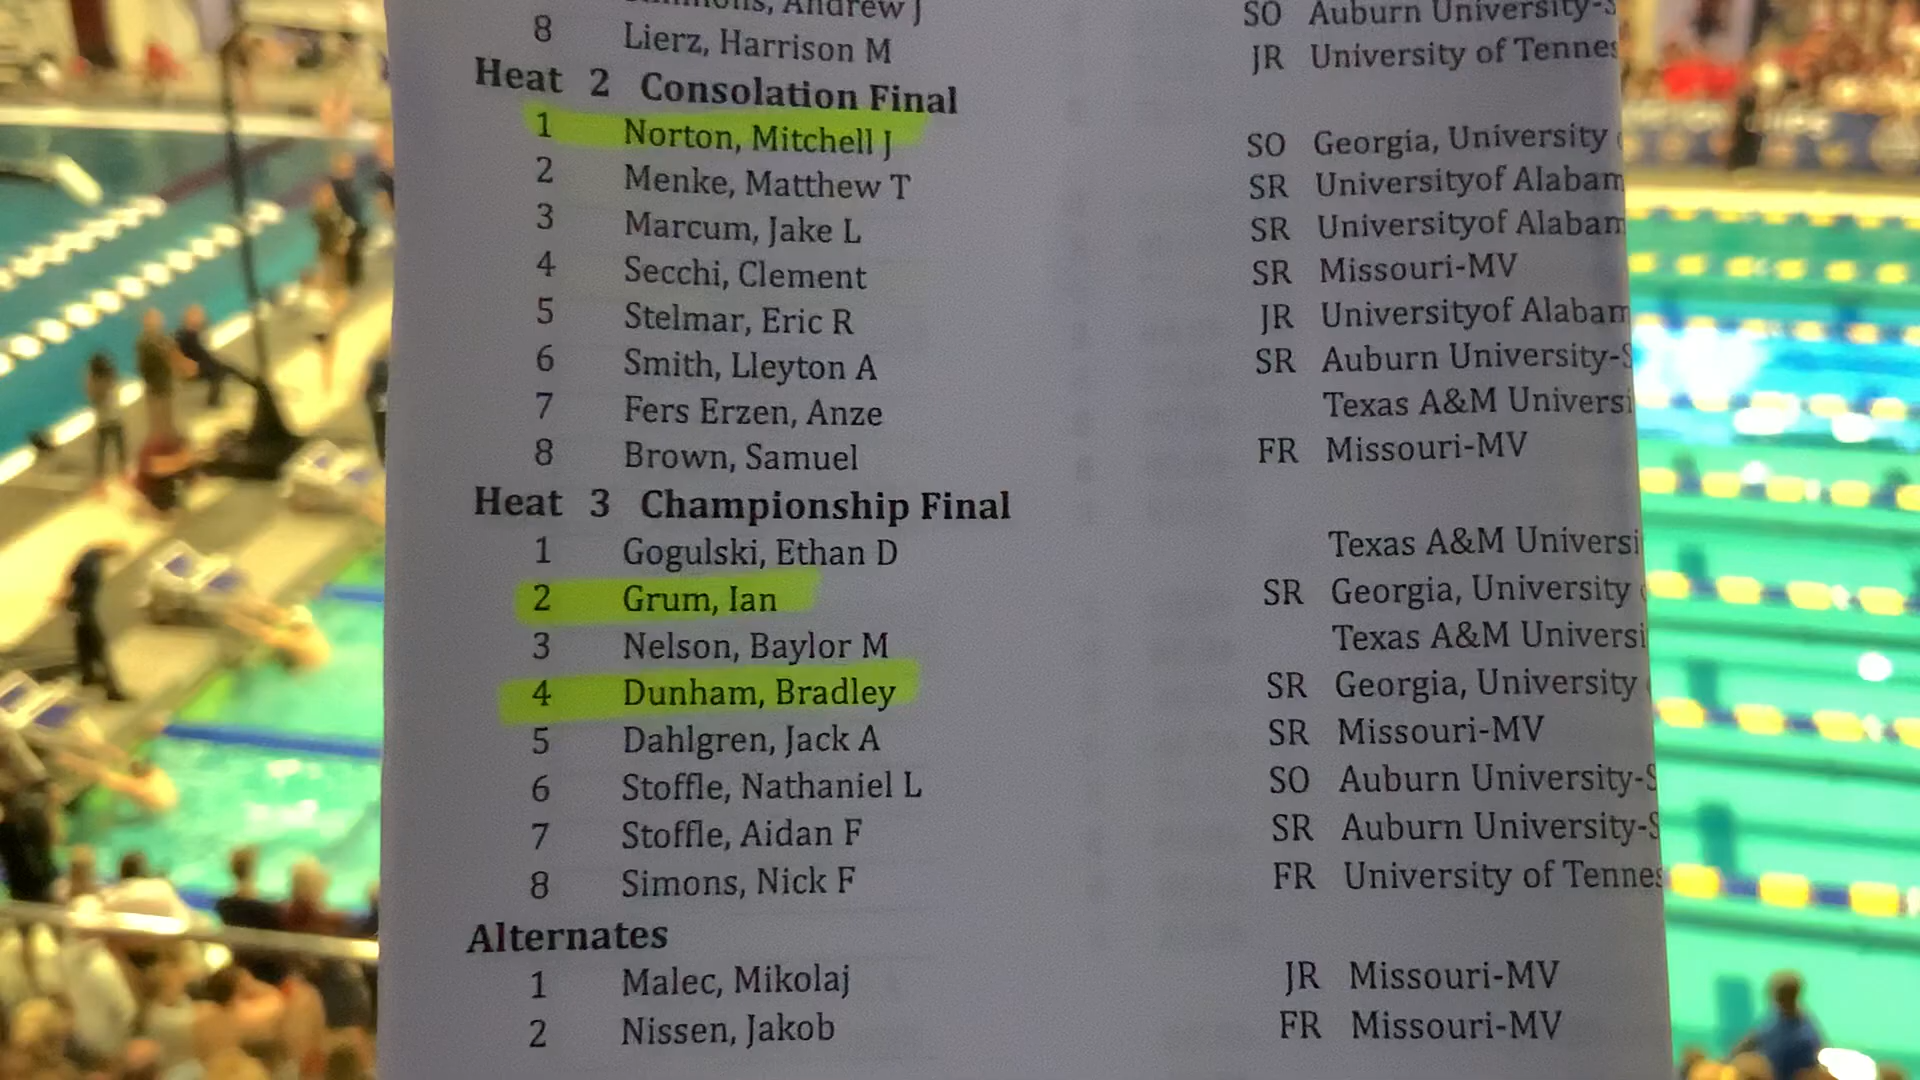 Andrew J SO Auburn University-S
8 Lierz, Harrison M JR University of Tennes
Heat 2 Consolation Final
1 Norton, Mitchell J SO Georgia, University
2 Menke, Matthew T SR Universityof Alabam
3 Marcum, Jake L SR Universityof Alabam
4 Secchi, Clement SR Missouri-MV
5 Stelmar, Eric R JR Universityof Alabam
6 Smith, Lleyton A SR Auburn University-S
7 Fers Erzen, Anze Texas A&M Universi
8 Brown, Samuel FR Missouri-MV
Heat 3 Championship Final
1 Gogulski, Ethan D Texas A&M Universi
2 Grum, Ian SR Georgia, University
3 Nelson, Baylor M Texas A&M Universi
4 Dunham, Bradley SR Georgia, University
5 Dahlgren, Jack A SR Missouri-MV
6 Stoffle, Nathaniel L SO Auburn University-S
7 Stoffle, Aidan F SR Auburn University-S
8 Simons, Nick F FR University of Tennes
Alternates
1 Malec, Mikolaj JR Missouri-MV
2 Nissen, Jakob FR Missouri-MV